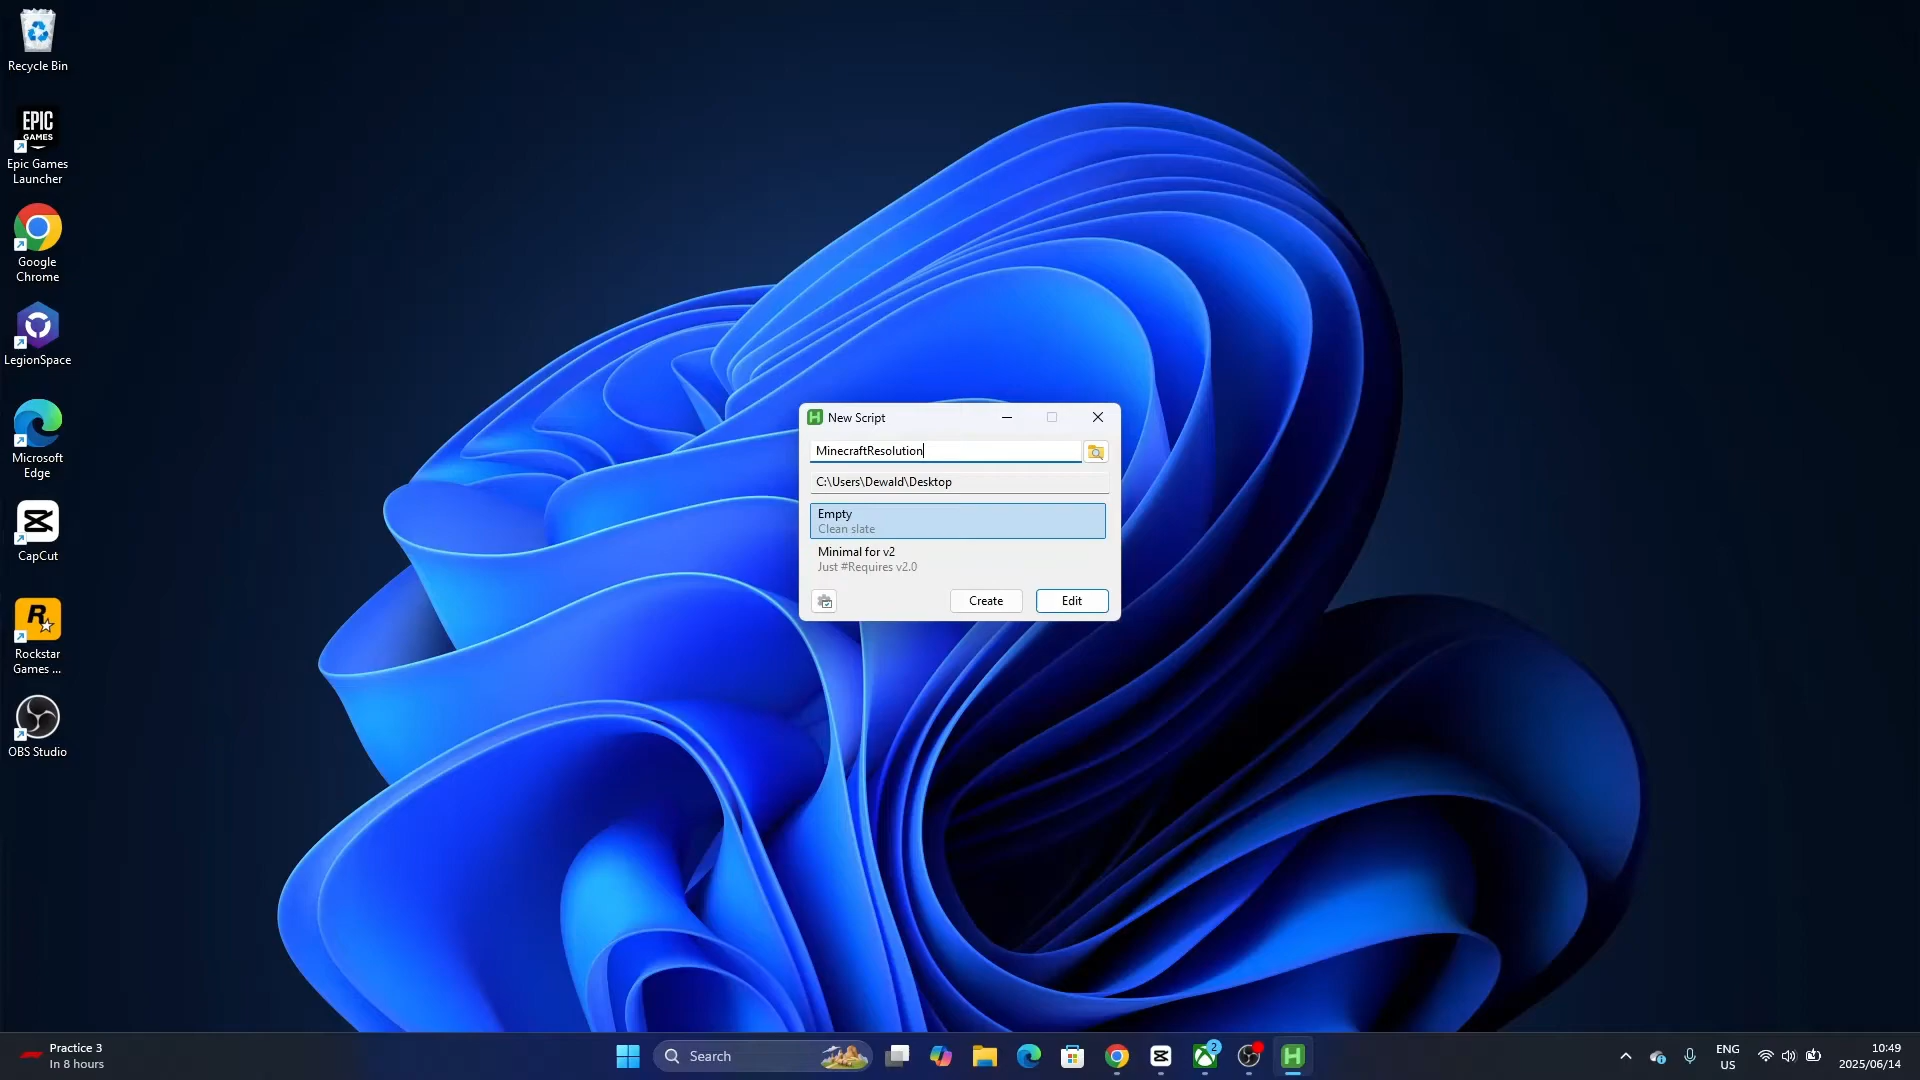 Recycle Bin
EPIC
GAMES
Epic Games
Launcher
Google
Chrome
LegionSpace
Microsoft
Edge
CapCut
R
Rockstar
Games ...
OBS Studio
H New Script
MinecraftResolution
C:\Users\Dewald\Desktop
Empty
Clean slate
Minimal for v2
Just #Requires v2.0
Create
Edit
Practice 3
In 8 hours
Search
2
H
ENG
US
10:49
2025/06/14